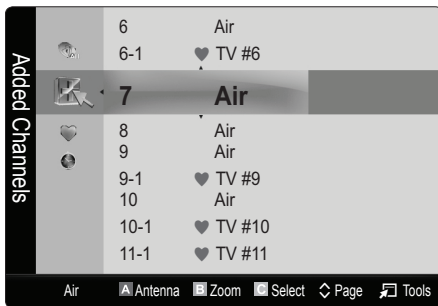 Added Channels
6 Air
6-1 ♥ TV #6
7 Air
8 Air
9 Air
9-1 ♥ TV #9
10 Air
10-1 ♥ TV #10
11-1 ♥ TV #11
Air A Antenna B Zoom C Select Page Tools